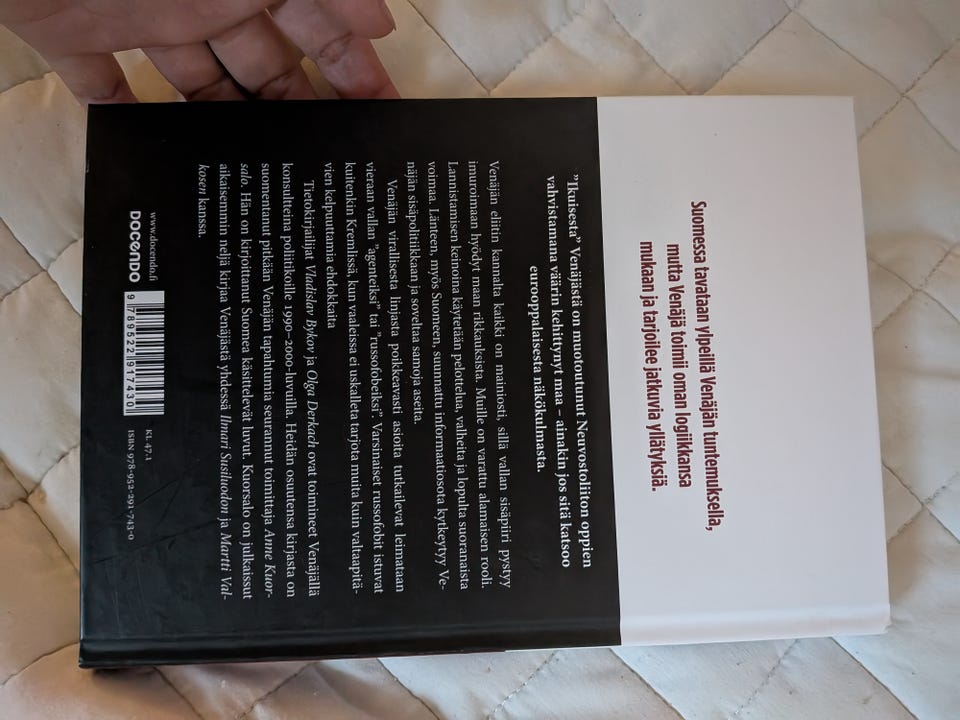 Suomessa tavataan ylpeillä Venäjän tuntemuksella,
mutta Venäjä toimii oman logiikkansa
mukaan ja tarjoilee jatkuvia yllätyksiä.
”Ikuisesta” Venäjästä on muotoutunut Neuvostoliiton oppien
vahvistamana väärin kehittynyt maa – ainakin jos sitä katsoo
eurooppalaisesta näkökulmasta.
Venäjän eliitin kannalta kaikki on mainiosti, sillä vallan sisäpiiri pystyy
imuroimaan hyödyt maan rikkauksista. Muille on varattu alamaisen rooli.
Lannistamisen keinoina käytetään pelottelua, valheita ja lopulta suoranaista
voimaa. Länteen, myös Suomeen, suunnattu informaatiosota kytkeytyy Ve-
näjän sisäpolitiikkaan ja soveltaa samoja aseita.
Venäjän virallisesta linjasta poikkeavasti asioita tutkailevat leimataan
vieraan vallan ”agenteiksi” tai ”russofobeiksi”. Varsinaiset russofobit istuvat
kuitenkin Kremlissä, kun vaaleissa ei uskalleta tarjota muita kuin valtaapitä-
vien kelpuuttamia ehdokkaita
Tietokirjailijat Vladislav Bykov ja Olga Derkach ovat toimineet Venäjällä
konsultteina poliitikoille 1990–2000-luvuilla. Heidän osuutensa kirjasta on
suomentanut pitkään Venäjän tapahtumia seurannut toimittaja Anne Kuor-
salo. Hän on kirjoittanut Suomea käsittelevät luvut. Kuorsalo on julkaissut
aikaisemmin neljä kirjaa Venäjästä yhdessä Ilmari Susiluodon ja Martti Val-
kosen kanssa.
www.docendo.fi
DOCENDO
9 789522 917430
KL 47.1
ISBN 978-952-291-743-0